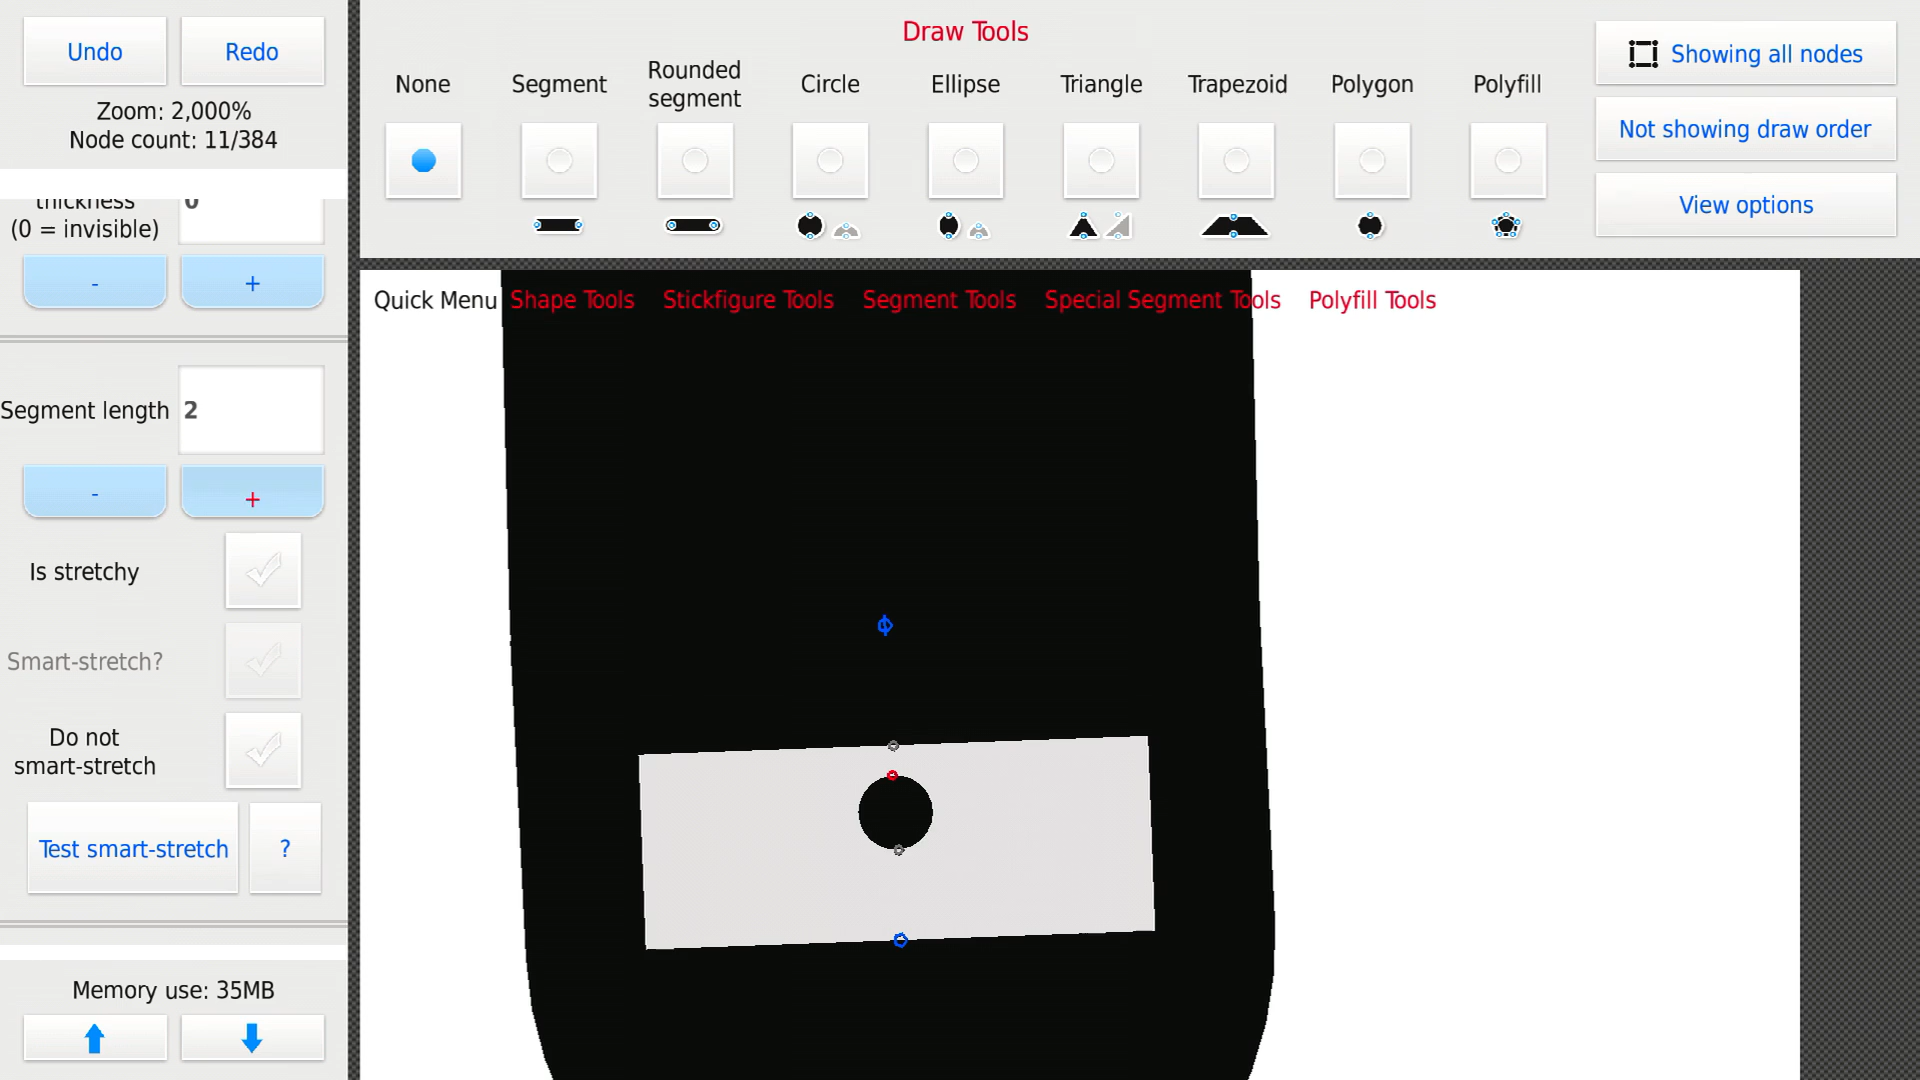 Undo
Redo
Zoom: 2,000%
Node count: 11/384
thickness
(0 = invisible)
0
-
+
Segment length
2
-
+
Is stretchy
Smart-stretch?
Do not
smart-stretch
Test smart-stretch
?
Memory use: 35MB
Draw Tools
None
Segment
Rounded
segment
Circle
Ellipse
Triangle
Trapezoid
Polygon
Polyfill
Showing all nodes
Not showing draw order
View options
Quick Menu
Shape Tools
Stickfigure Tools
Segment Tools
Special Segment Tools
Polyfill Tools